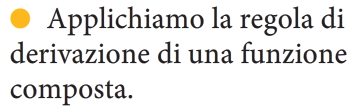 ● Applichiamo la regola di
derivazione di una funzione
composta.